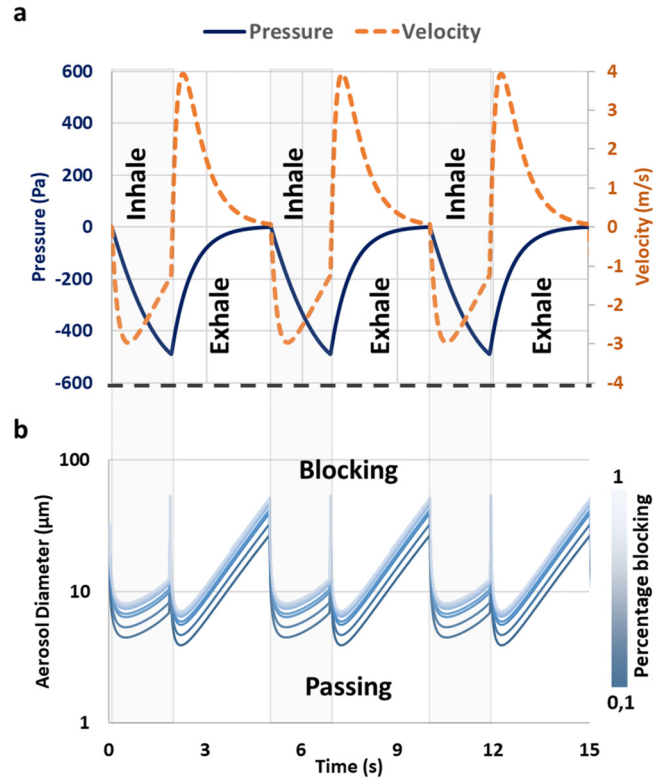 a
Pressure Velocity
600 4
400 3
200 2
0 1
-200 0
-400 -1
-600 -2
-3
-4
Pressure (Pa)
Velocity (m/s)
Inhale Inhale Inhale
Exhale Exhale Exhale
b
100
10
1
Aerosol Diameter (µm)
Blocking
Passing
1
Percentage blocking
0,1
0 3 6 9 12 15
Time (s)